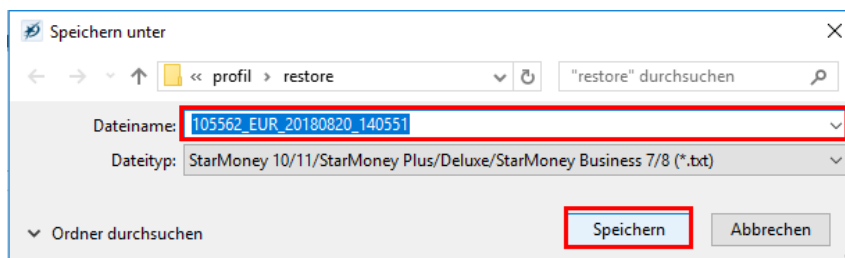 Speichern unter
« profil > restore "restore" durchsuchen
Dateiname: 105562_EUR_20180820_140551
Dateityp: StarMoney 10/11/StarMoney Plus/Deluxe/StarMoney Business 7/8 (*.txt)
Ordner durchsuchen Speichern Abbrechen